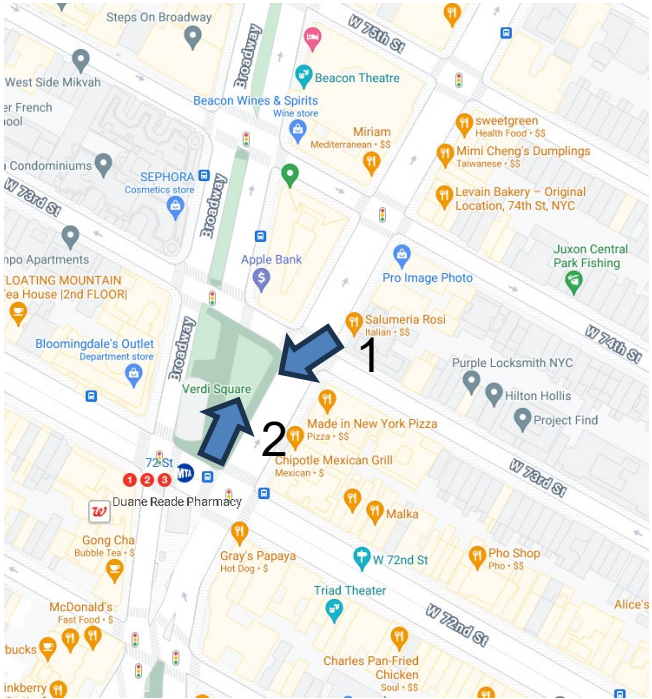 Steps On Broadway
W 75th St
Broadway
West Side Mikvah
Beacon Theatre
er French
ool
Beacon Wines & Spirits
Wine store
Miriam
Mediterranean • $$
sweetgreen
Health Food • $$
Mimi Cheng's Dumplings
Taiwanese • $$
a Condominiums
SEPHORA
Cosmetics store
Levain Bakery – Original
Location, 74th St, NYC
W 73rd St
Broadway
mpo Apartments
Apple Bank
Pro Image Photo
Juxon Central
Park Fishing
FLOATING MOUNTAIN
Tea House |2nd FLOOR|
Salumeria Rosi
Italian • $$
W 74th St
Bloomingdale's Outlet
Department store
Broadway
1
Purple Locksmith NYC
Verdi Square
Hilton Hollis
Project Find
Made in New York Pizza
Pizza • $$
2
72 St
MTA
1 2 3
Chipotle Mexican Grill
Mexican • $
W 73rd St
Duane Reade Pharmacy
Malka
Gong Cha
Bubble Tea • $
Gray's Papaya
Hot Dog • $
W 72nd St
Pho Shop
Pho • $$
Triad Theater
McDonald's
Fast Food • $
W 72nd St
Alice's
bucks
Charles Pan-Fried
Chicken
Soul • $$
inkberry